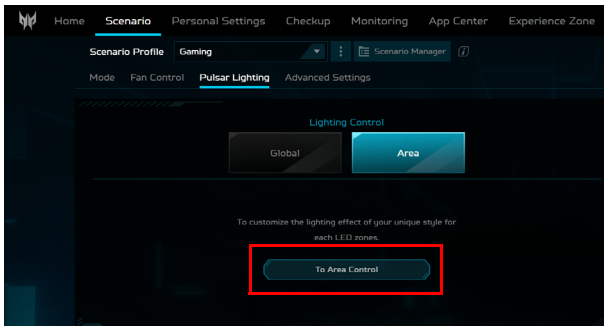 Home Scenario Personal Settings Checkup Monitoring App Center Experience Zone
Scenario Profile Gaming Scenario Manager i
Mode Fan Control Pulsar Lighting Advanced Settings
Lighting Control
Global Area
To customize the lighting effect of your unique style for
each LED zones.
To Area Control